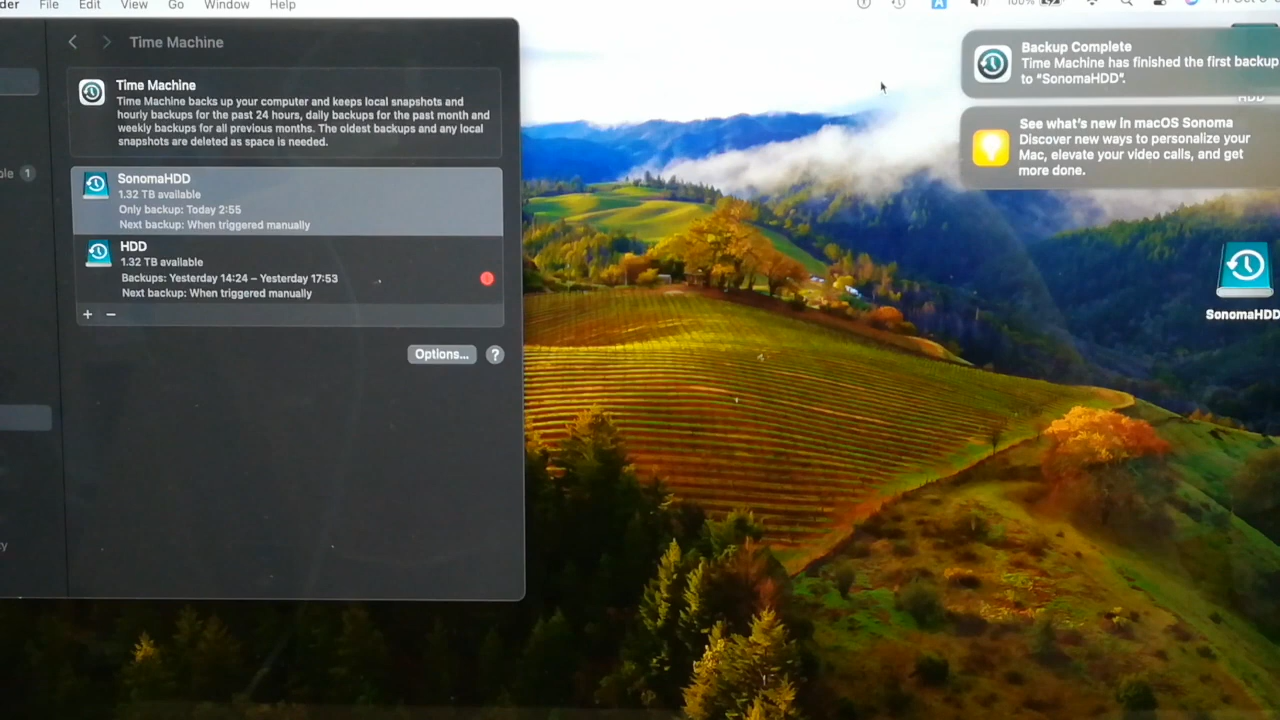 File Edit View Go Window Help
100%
Time Machine
Time Machine
Time Machine backs up your computer and keeps local snapshots and
hourly backups for the past 24 hours, daily backups for the past month and
weekly backups for all previous months. The oldest backups and any local
snapshots are deleted as space is needed.
1
SonomaHDD
1.32 TB available
Only backup: Today 2:55
Next backup: When triggered manually
HDD
1.32 TB available
Backups: Yesterday 14:24 – Yesterday 17:53
Next backup: When triggered manually
+ −
Options... ?
Backup Complete
Time Machine has finished the first backup
to “SonomaHDD”.
HDD
See what's new in macOS Sonoma
Discover new ways to personalize your
Mac, elevate your video calls, and get
more done.
SonomaHDD